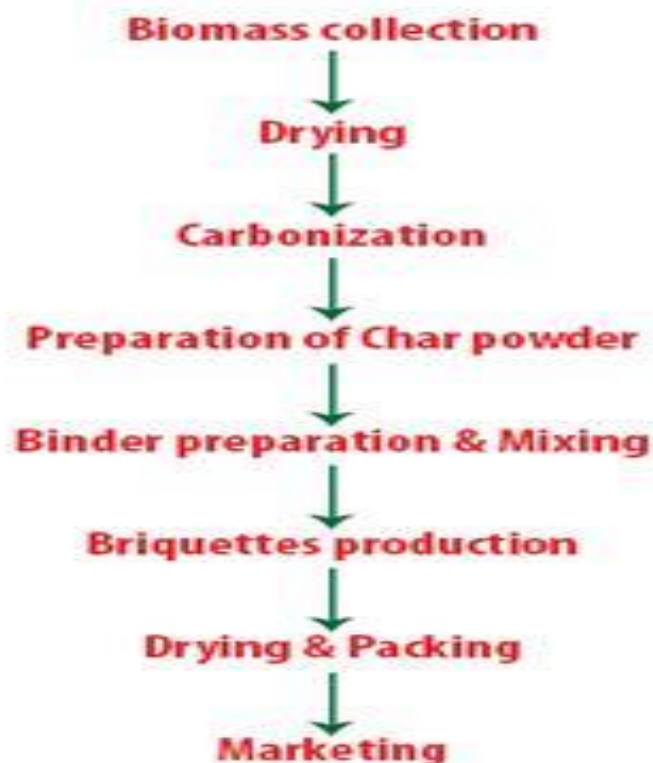 Biomass collection
Drying
Carbonization
Preparation of Char powder
Binder preparation & Mixing
Briquettes production
Drying & Packing
Marketing